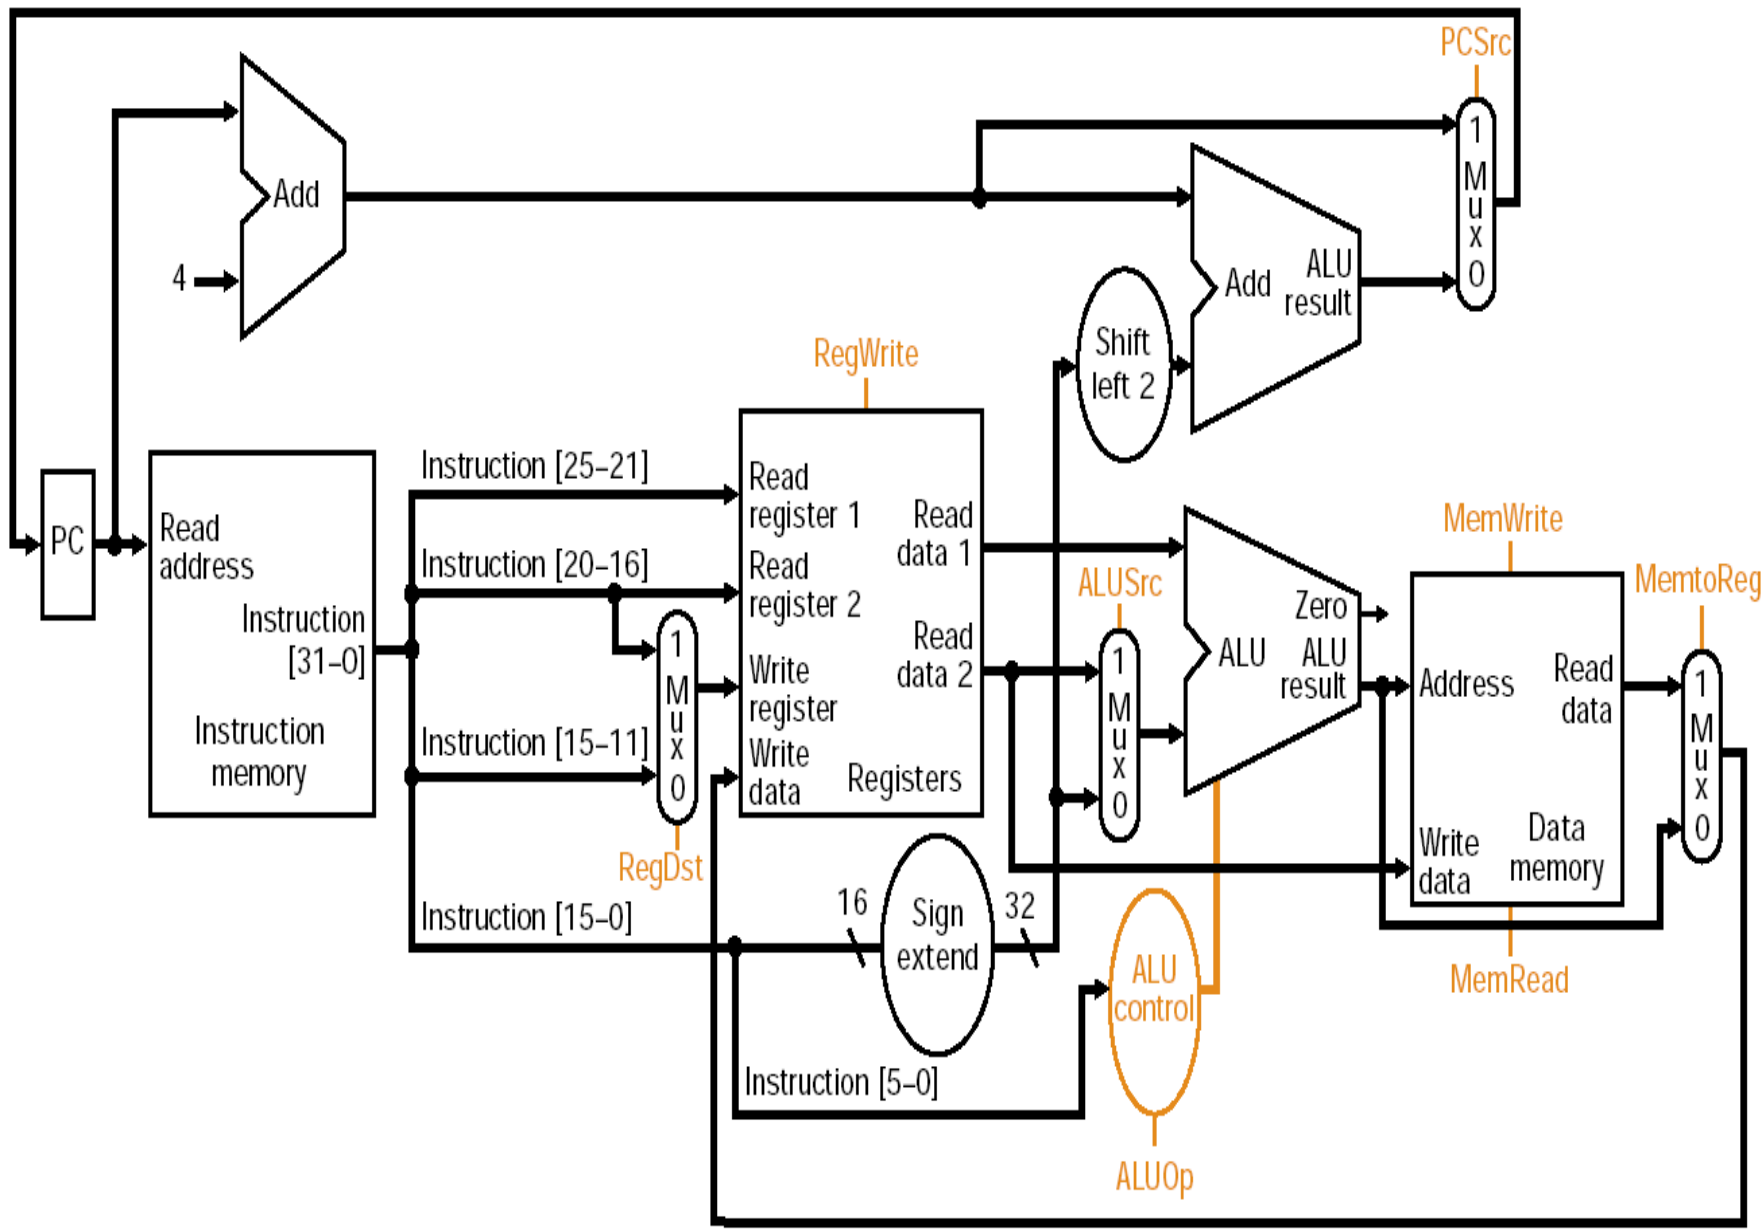 PCSrc
1
M
u
x
0
Add
4
Add
ALU
result
Shift
left 2
RegWrite
PC
Read
address
Instruction
[31–0]
Instruction
memory
Instruction [25–21]
Instruction [20–16]
Instruction [15–11]
Instruction [15–0]
1
M
u
x
0
RegDst
Read
register 1
Read
register 2
Write
register
Write
data
Read
data 1
Read
data 2
Registers
16
Sign
extend
32
Instruction [5–0]
ALUSrc
1
M
u
x
0
Zero
ALU
ALU
result
ALU
control
ALUOp
MemWrite
Address
Read
data
Write
data
Data
memory
MemRead
MemtoReg
1
M
u
x
0